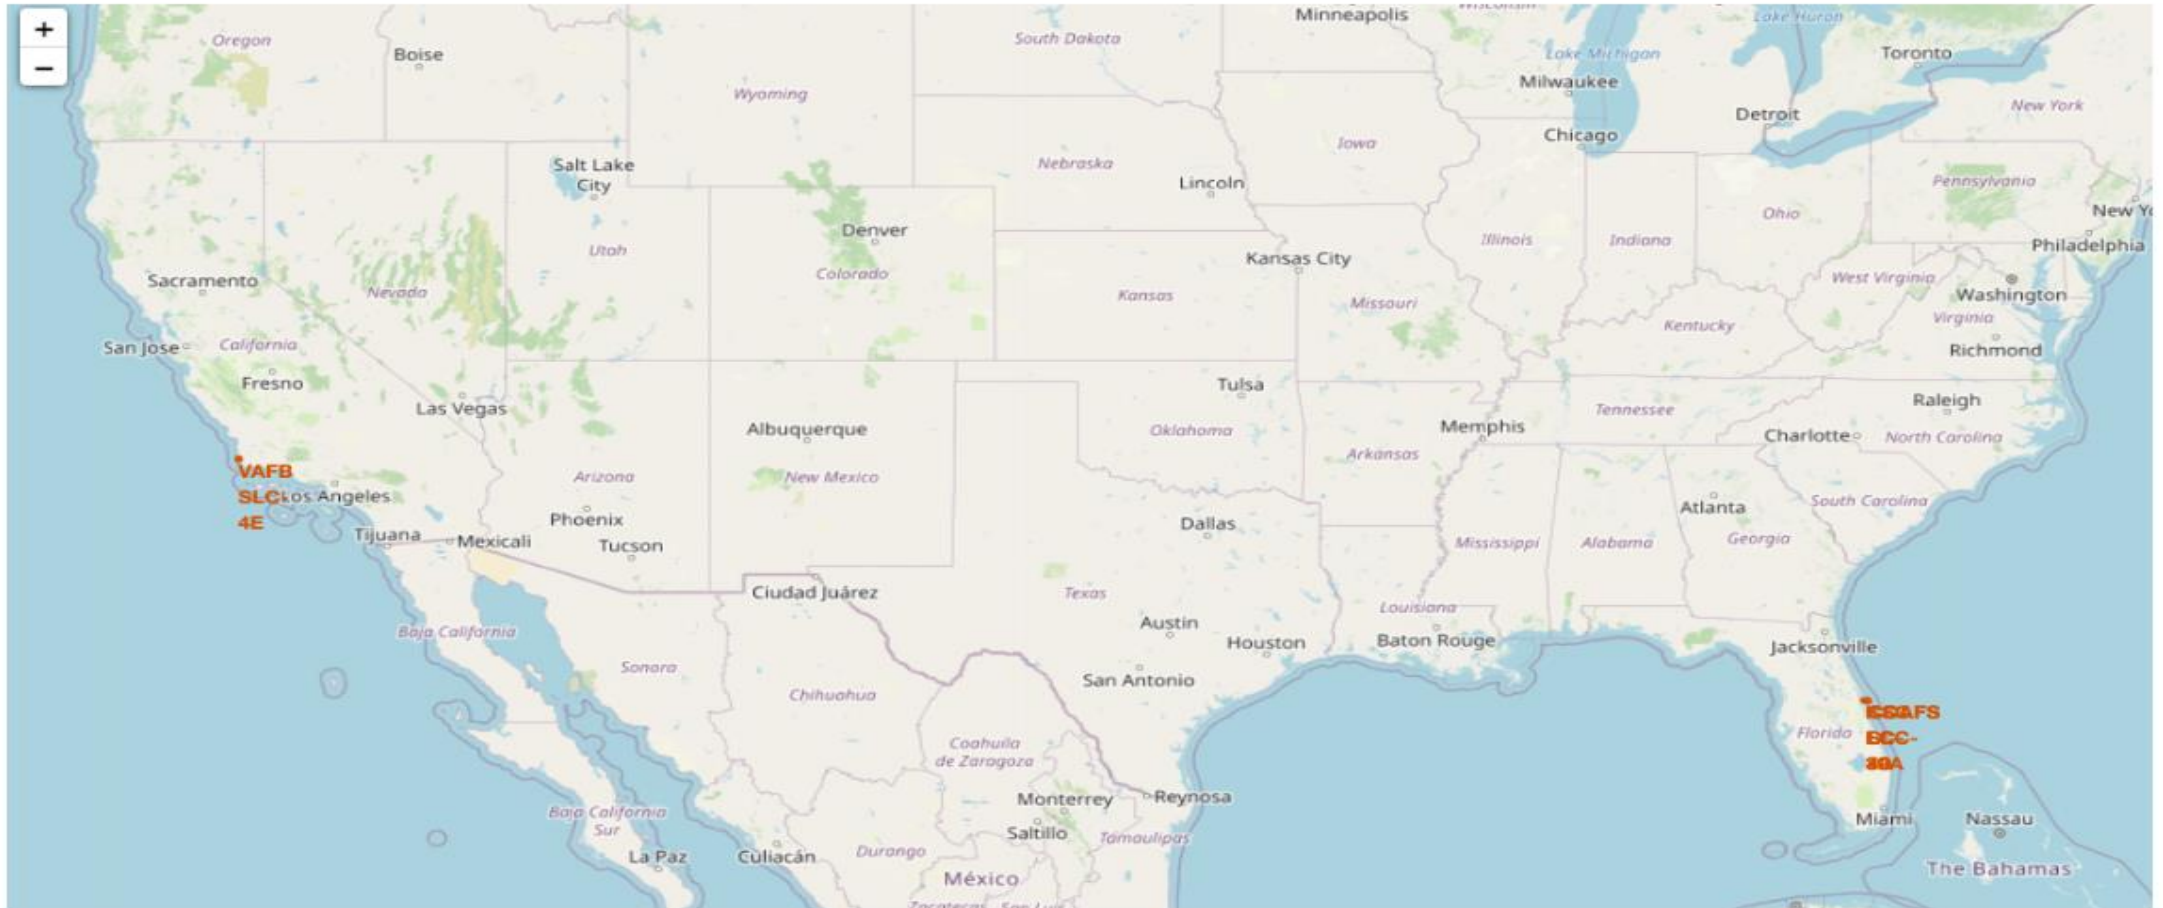 +
−
Minneapolis
Wisconsin
Lake Huron
Oregon
South Dakota
Boise
Lake Michigan
Toronto
Milwaukee
Wyoming
New York
Detroit
Chicago
Iowa
Salt Lake
City
Nebraska
Lincoln
Pennsylvania
New Yo
Ohio
Denver
Utah
Illinois
Indiana
Philadelphia
Kansas City
Colorado
Sacramento
West Virginia
Nevada
Kansas
Washington
Missouri
Virginia
Kentucky
San Jose
California
Richmond
Fresno
Tulsa
Las Vegas
Raleigh
Tennessee
Albuquerque
Oklahoma
Memphis
Charlotte
North Carolina
Arkansas
VAFB
SLC-
4E
Los Angeles
Arizona
New Mexico
South Carolina
Atlanta
Phoenix
Dallas
Tijuana
Mexicali
Tucson
Mississippi
Alabama
Georgia
Ciudad Juárez
Texas
Louisiana
Austin
Baja California
Houston
Baton Rouge
Jacksonville
Sonora
San Antonio
Chihuahua
Florida
Coahuila
de Zaragoza
Monterrey
Reynosa
Baja California
Sur
Saltillo
Tamaulipas
Miami
Nassau
La Paz
Culiacán
Durango
México
The Bahamas